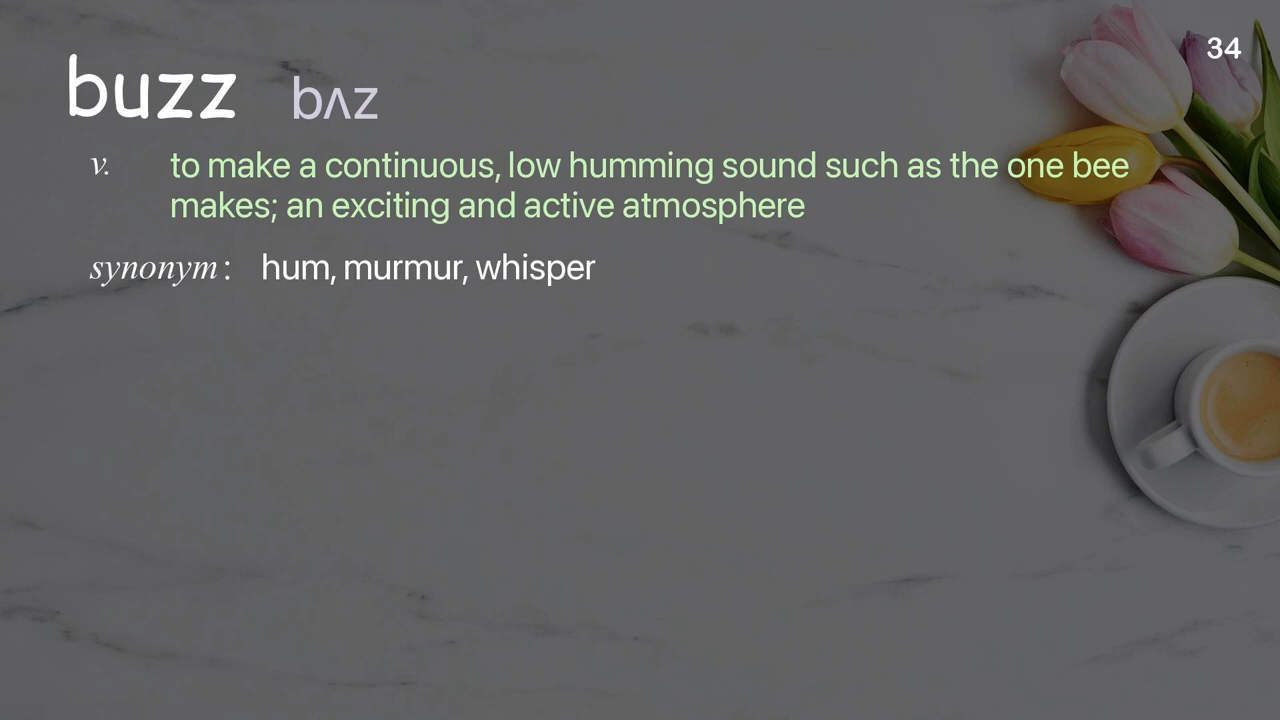 34
buzz bʌz
v. to make a continuous, low humming sound such as the one bee
makes; an exciting and active atmosphere
synonym : hum, murmur, whisper